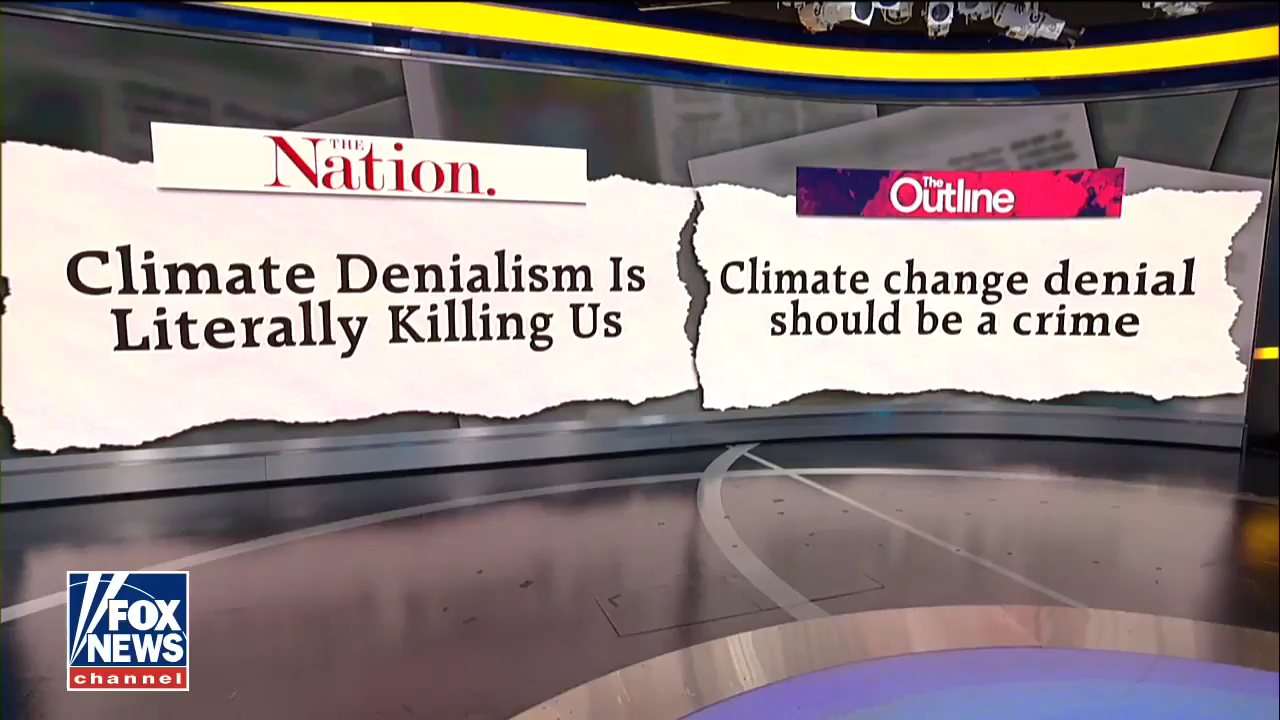 THE
Nation.
Climate Denialism Is
Literally Killing Us
The
Outline
Climate change denial
should be a crime
FOX
NEWS
channel